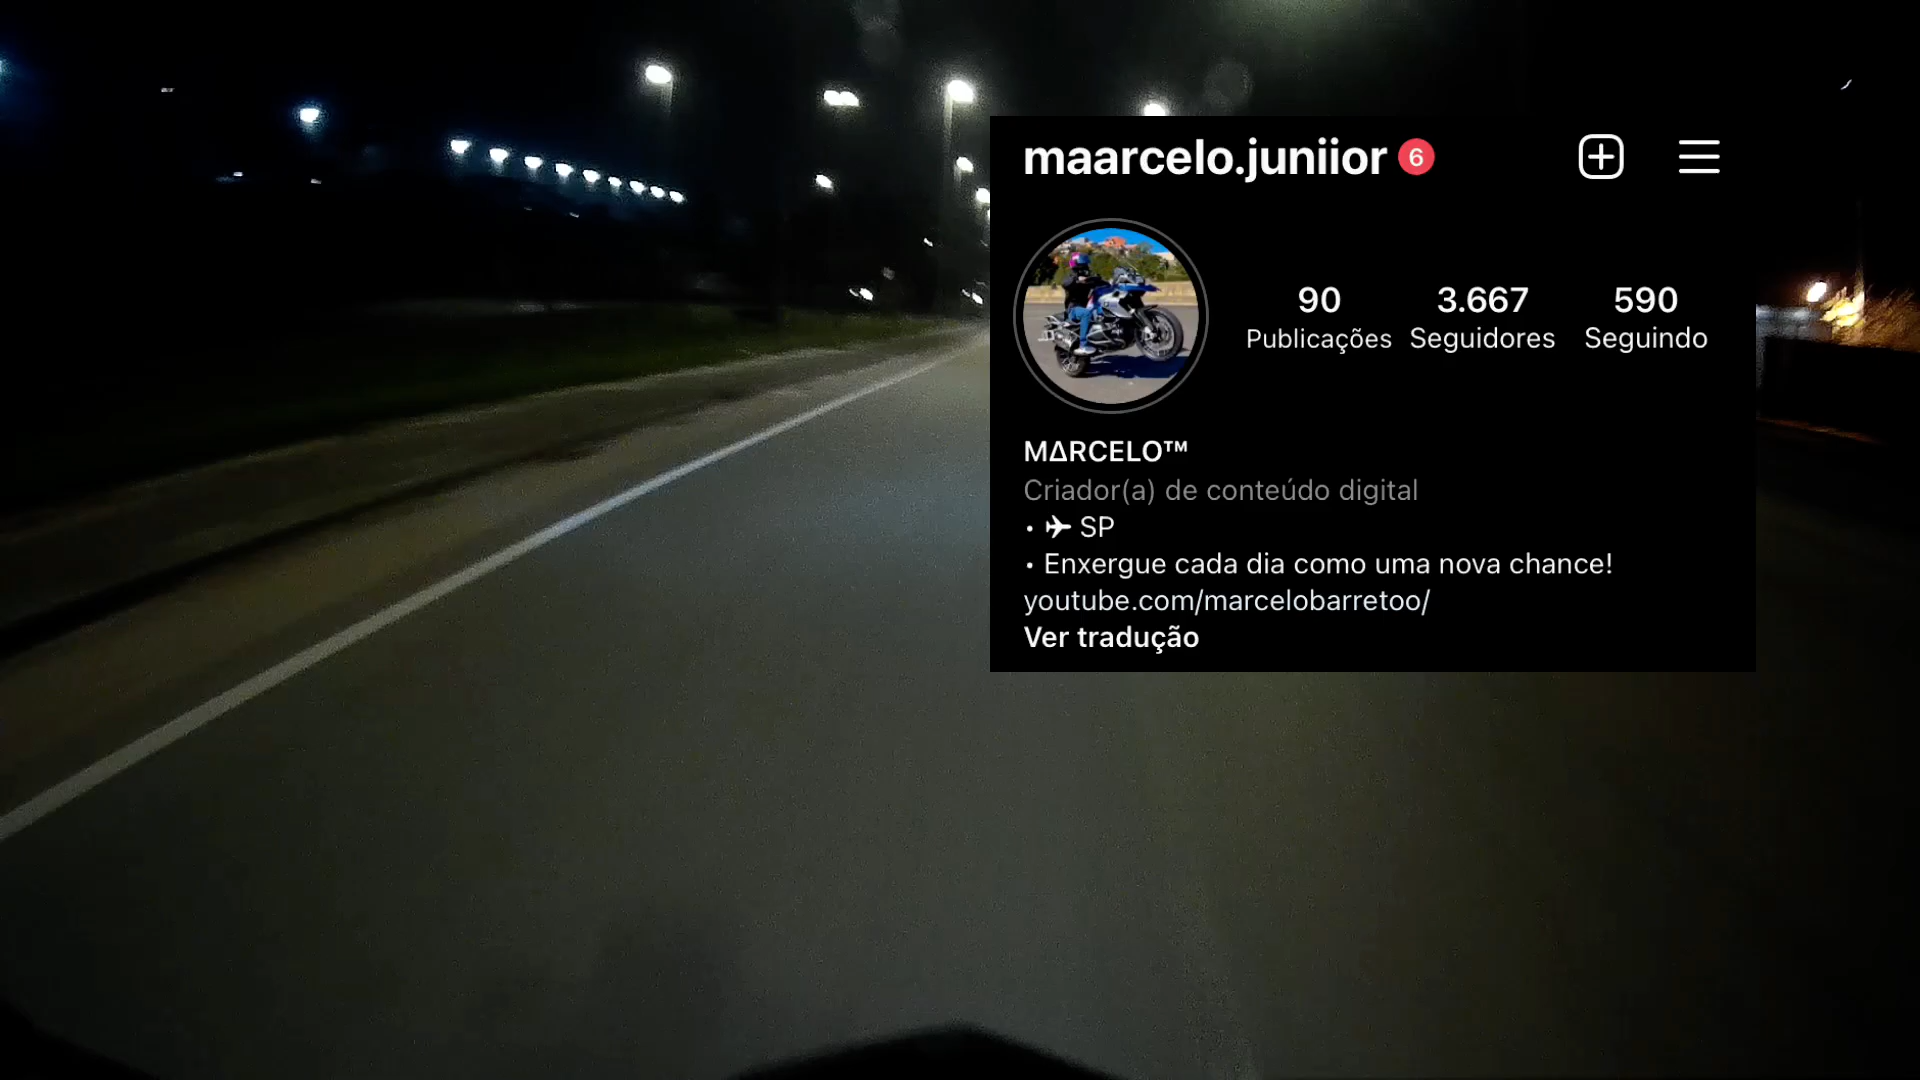 maarcelo.juniior 6
90 3.667 590
Publicações Seguidores Seguindo
MΔRCELO™
Criador(a) de conteúdo digital
• ✈ SP
• Enxergue cada dia como uma nova chance!
youtube.com/marcelobarretoo/
Ver tradução